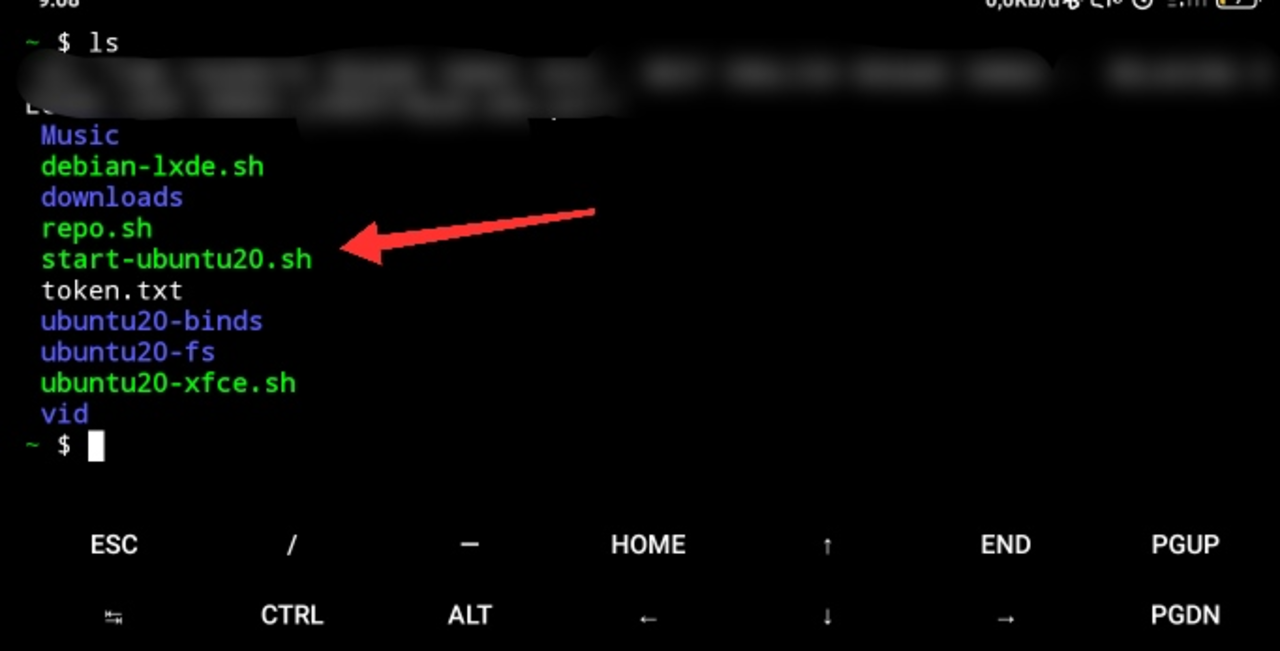 ~ $ ls
Music
debian-lxde.sh
downloads
repo.sh
start-ubuntu20.sh
token.txt
ubuntu20-binds
ubuntu20-fs
ubuntu20-xfce.sh
vid
~ $
ESC / — HOME ↑ END PGUP
↹ CTRL ALT ← ↓ → PGDN